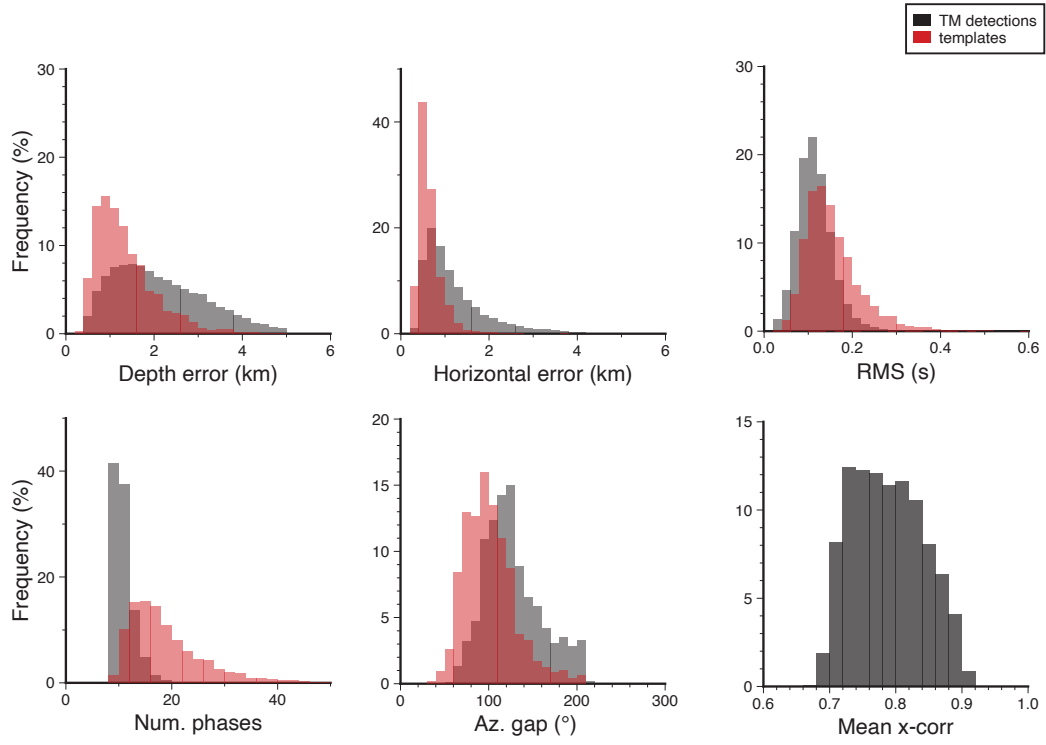 TM detections
templates
30
20
10
0
Frequency (%)
0 2 4 6
Depth error (km)
40
20
0
0 2 4 6
Horizontal error (km)
30
20
10
0
0.0 0.2 0.4 0.6
RMS (s)
40
20
0
Frequency (%)
0 20 40
Num. phases
20
15
10
5
0
0 100 200 300
Az. gap (°)
15
10
5
0
0.6 0.7 0.8 0.9 1.0
Mean x-corr